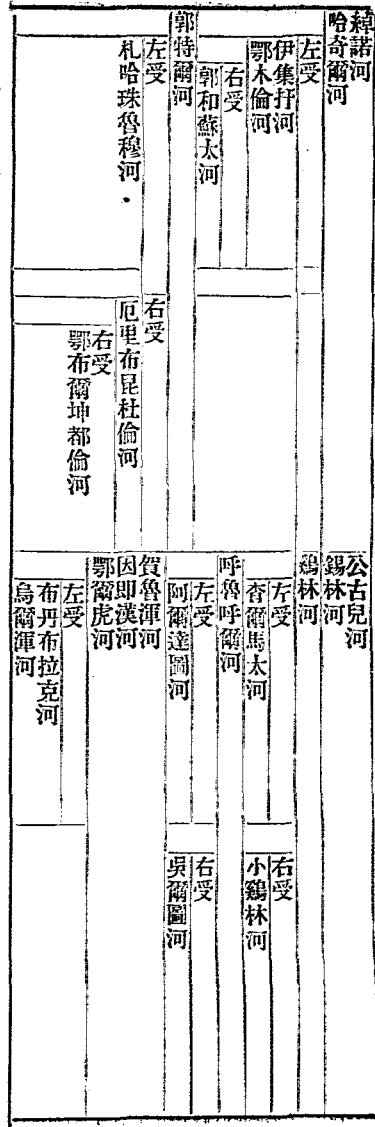 綽諾河
哈奇爾河
左受
伊集扞河
鄂木倫河
右受
郭和蘇太河
郭特爾河
左受
札哈珠魯穆河
右受
厄里布昆杜倫河
右受
鄂布爾坤都倫河
公古兒河
錫林河
鷄林河
左受
杳爾馬太河
右受
小鷄林河
呼魯呼爾河
左受
阿爾達圖河
右受
吳爾圖河
賀魯渾河
因即漢河
鄂爾虎河
左受
布丹布拉克河
烏爾渾河